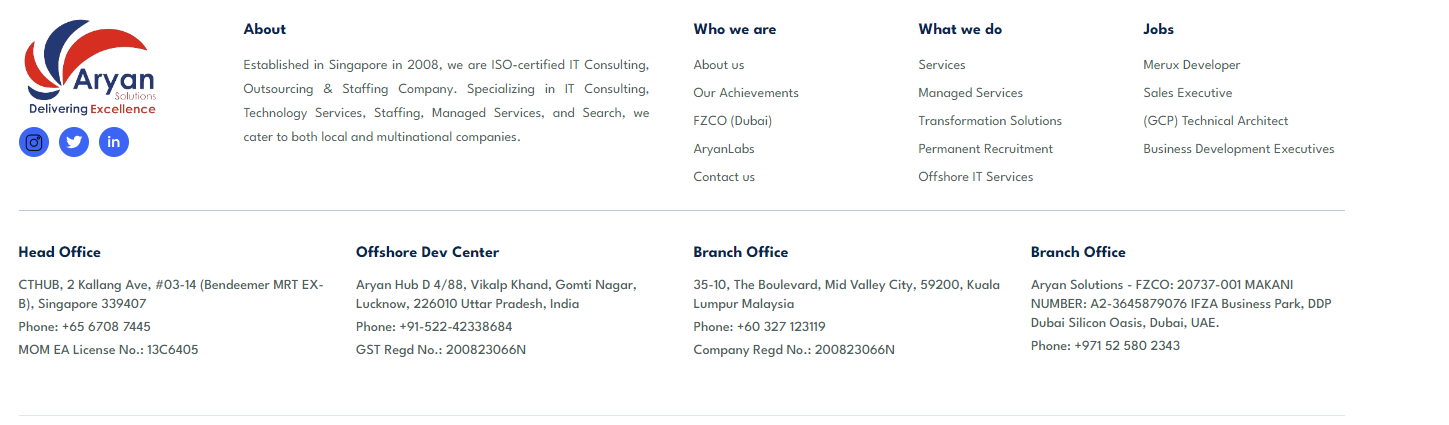 Aryan
Solutions
Delivering Excellence
in
About
Established in Singapore in 2008, we are ISO-certified IT Consulting,
Outsourcing & Staffing Company. Specializing in IT Consulting,
Technology Services, Staffing, Managed Services, and Search, we
cater to both local and multinational companies.
Who we are
About us
Our Achievements
FZCO (Dubai)
AryanLabs
Contact us
What we do
Services
Managed Services
Transformation Solutions
Permanent Recruitment
Offshore IT Services
Jobs
Merux Developer
Sales Executive
(GCP) Technical Architect
Business Development Executives
Head Office
CTHUB, 2 Kallang Ave, #03-14 (Bendeemer MRT EX-
B), Singapore 339407
Phone: +65 6708 7445
MOM EA License No.: 13C6405
Offshore Dev Center
Aryan Hub D 4/88, Vikalp Khand, Gomti Nagar,
Lucknow, 226010 Uttar Pradesh, India
Phone: +91-522-42338684
GST Regd No.: 200823066N
Branch Office
35-10, The Boulevard, Mid Valley City, 59200, Kuala
Lumpur Malaysia
Phone: +60 327 123119
Company Regd No.: 200823066N
Branch Office
Aryan Solutions - FZCO: 20737-001 MAKANI
NUMBER: A2-3645879076 IFZA Business Park, DDP
Dubai Silicon Oasis, Dubai, UAE.
Phone: +971 52 580 2343